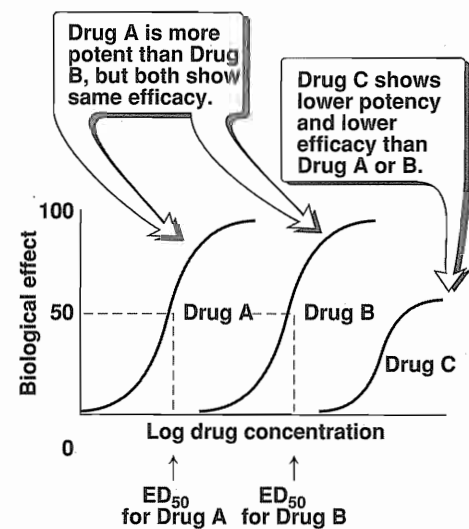 Drug A is more
potent than Drug
B, but both show
same efficacy.
Drug C shows
lower potency
and lower
efficacy than
Drug A or B.
Biological effect
100
50
0
Drug A
Drug B
Drug C
Log drug concentration
ED50
for Drug A
ED50
for Drug B